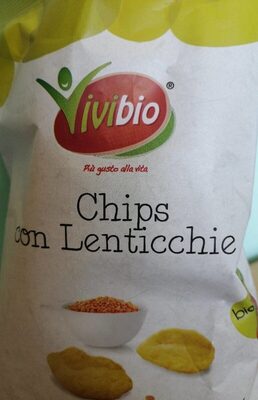 Vivibio®
Più gusto alla vita
Chips
con Lenticchie
bio